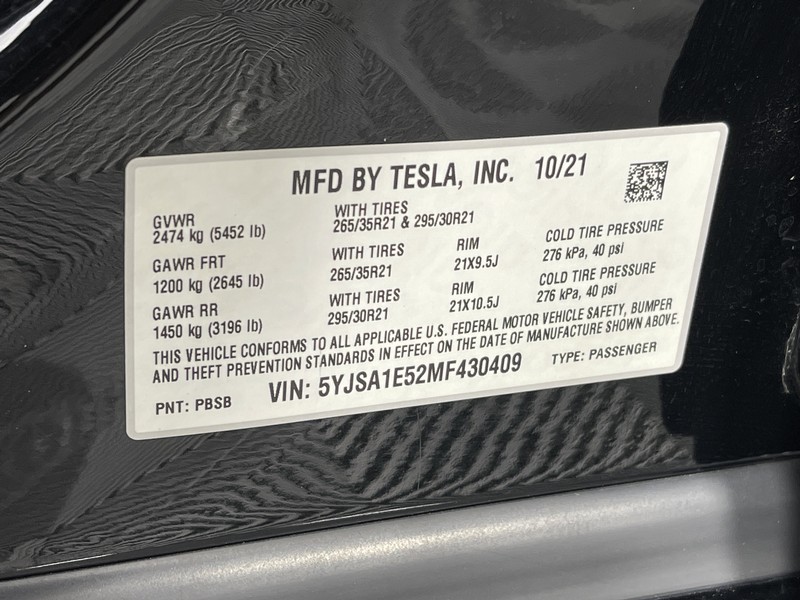 MFD BY TESLA, INC. 10/21
GVWR
2474 kg (5452 lb)
WITH TIRES
265/35R21 & 295/30R21
GAWR FRT
1200 kg (2645 lb)
WITH TIRES
265/35R21
RIM
21X9.5J
COLD TIRE PRESSURE
276 kPa, 40 psi
GAWR RR
1450 kg (3196 lb)
WITH TIRES
295/30R21
RIM
21X10.5J
COLD TIRE PRESSURE
276 kPa, 40 psi
THIS VEHICLE CONFORMS TO ALL APPLICABLE U.S. FEDERAL MOTOR VEHICLE SAFETY, BUMPER
AND THEFT PREVENTION STANDARDS IN EFFECT ON THE DATE OF MANUFACTURE SHOWN ABOVE.
PNT: PBSB VIN: 5YJSA1E52MF430409 TYPE: PASSENGER